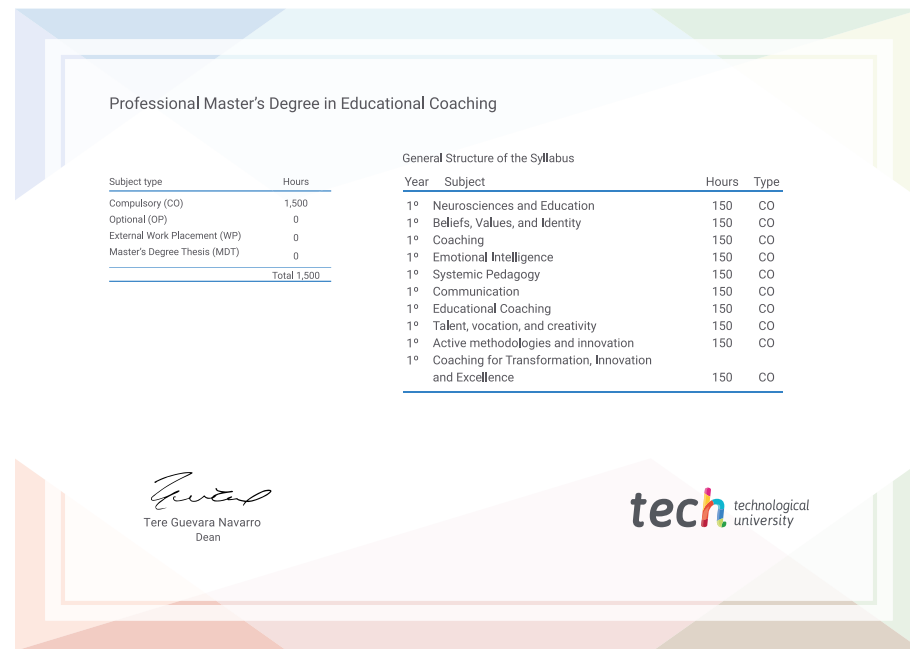 Professional Master's Degree in Educational Coaching
Subject type Hours
Compulsory (CO) 1,500
Optional (OP) 0
External Work Placement (WP) 0
Master's Degree Thesis (MDT) 0
Total 1,500
General Structure of the Syllabus
Year Subject Hours Type
1º Neurosciences and Education 150 CO
1º Beliefs, Values, and Identity 150 CO
1º Coaching 150 CO
1º Emotional Intelligence 150 CO
1º Systemic Pedagogy 150 CO
1º Communication 150 CO
1º Educational Coaching 150 CO
1º Talent, vocation, and creativity 150 CO
1º Active methodologies and innovation 150 CO
1º Coaching for Transformation, Innovation
and Excellence 150 CO
Tere Guevara Navarro
Dean
tech technological
university